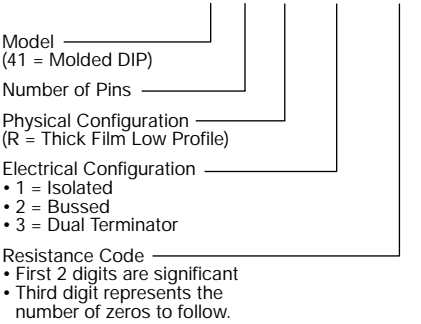 Model
(41 = Molded DIP)
Number of Pins
Physical Configuration
(R = Thick Film Low Profile)
Electrical Configuration
• 1 = Isolated
• 2 = Bussed
• 3 = Dual Terminator
Resistance Code
• First 2 digits are significant
• Third digit represents the
number of zeros to follow.